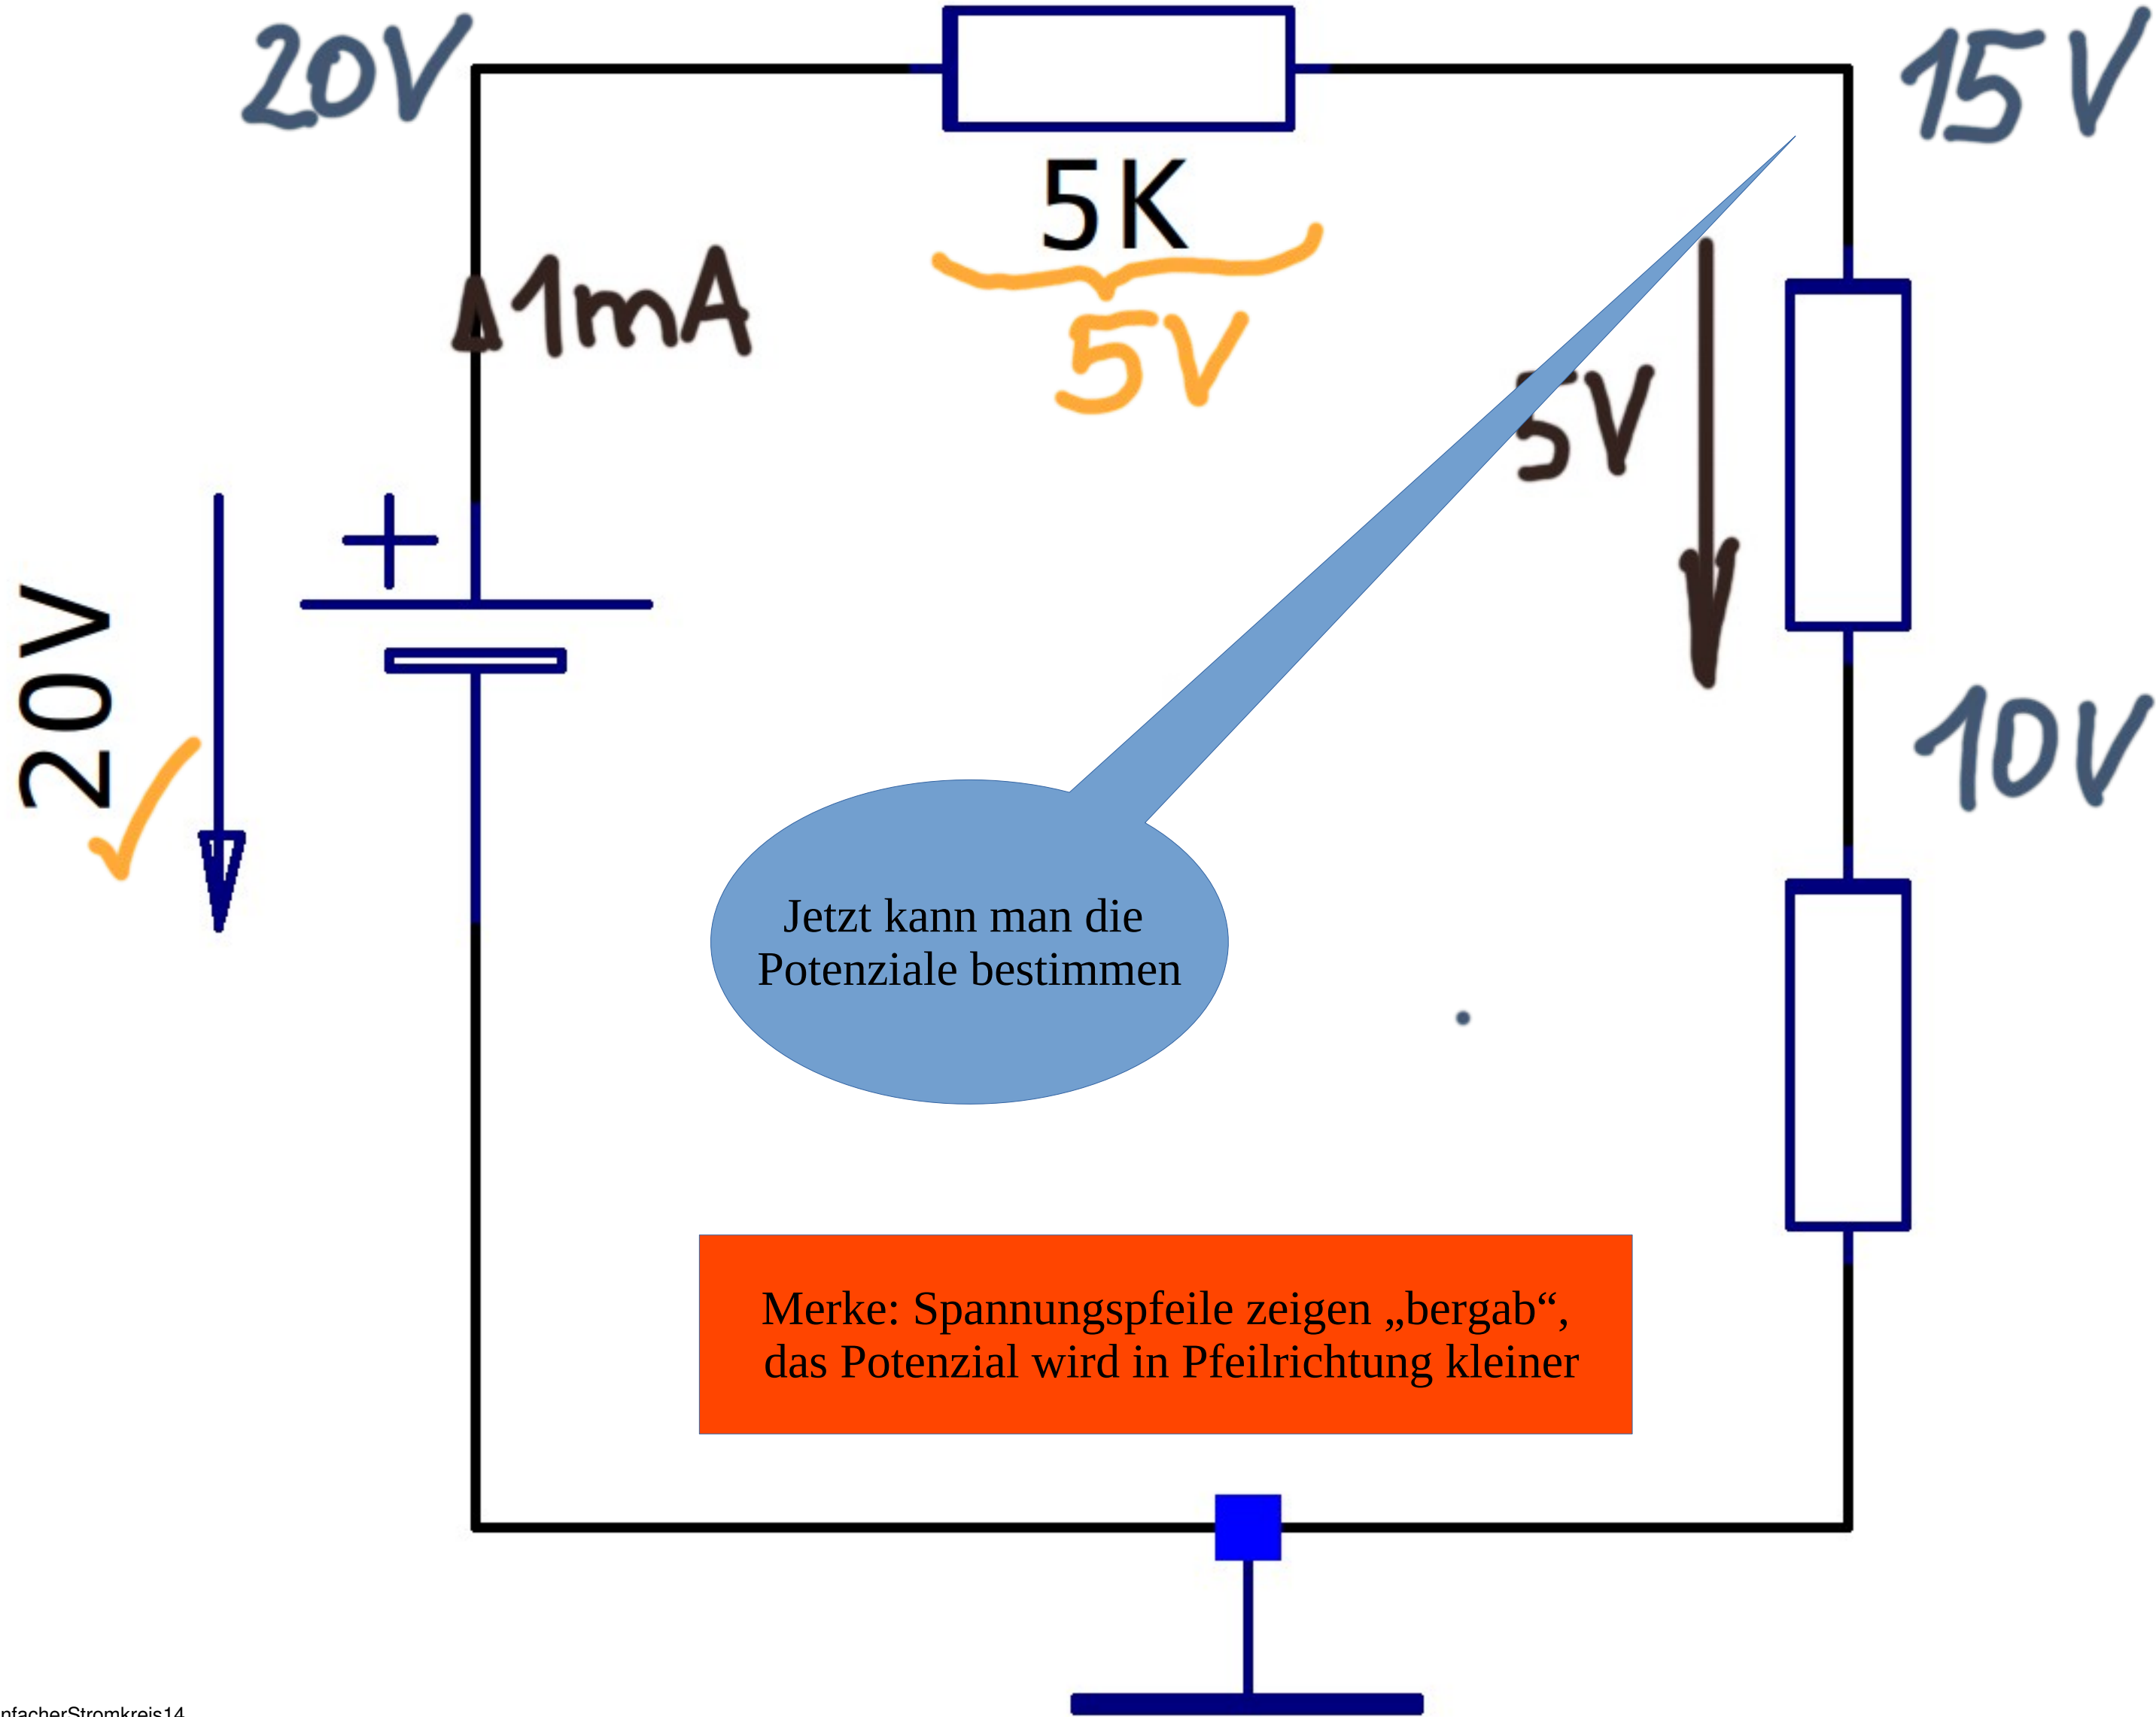 20V
15V
5K
1mA
5V
5V
+
20V
10V
Jetzt kann man die
Potenziale bestimmen
Merke: Spannungspfeile zeigen „bergab“,
das Potenzial wird in Pfeilrichtung kleiner
nfacherStromkreis14